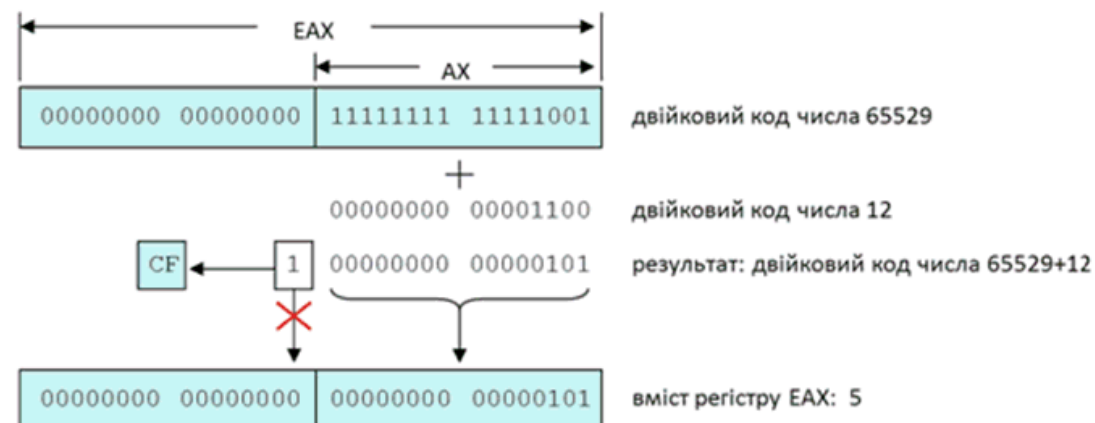 EAX
AX
00000000 00000000 11111111 11111001 двійковий код числа 65529
+
00000000 00001100 двійковий код числа 12
CF 1 00000000 00000101 результат: двійковий код числа 65529+12
00000000 00000000 00000000 00000101 вміст регістру EAX: 5